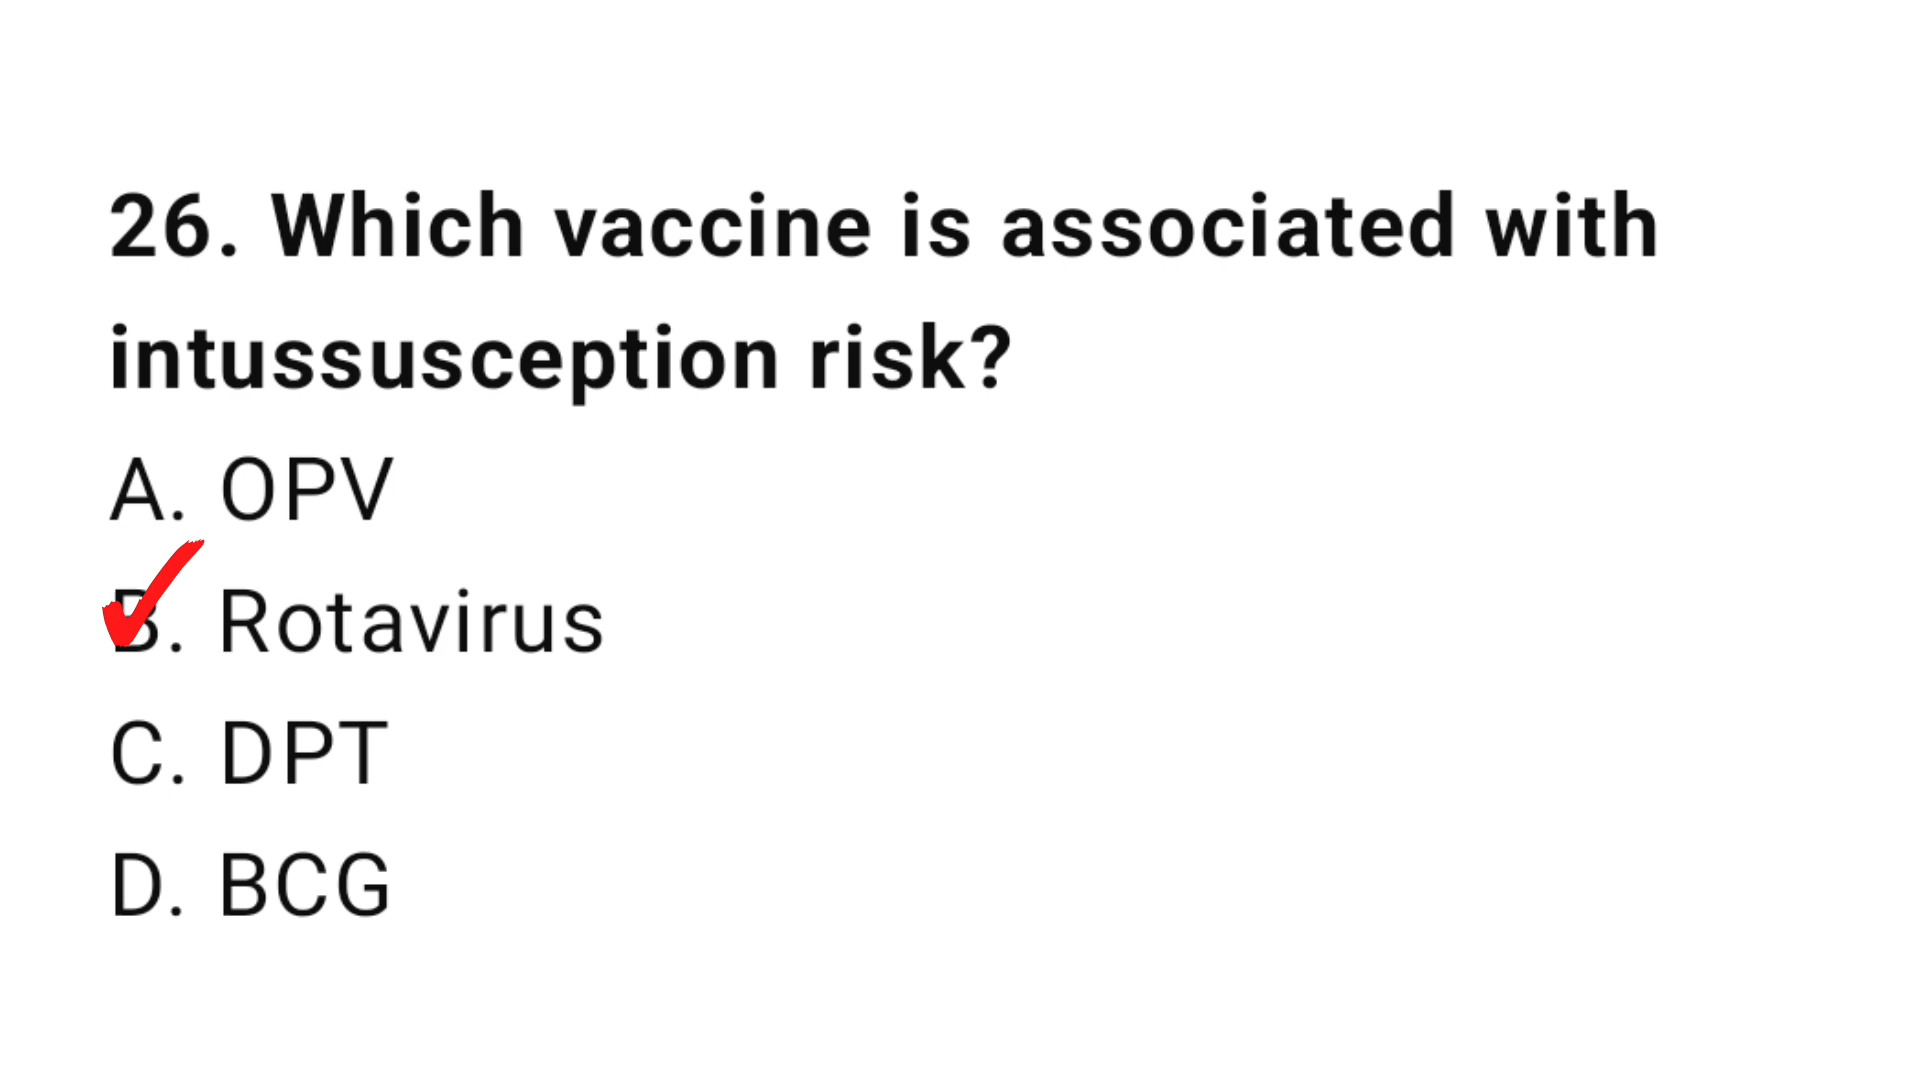 26. Which vaccine is associated with
intussusception risk?
A. OPV
B. Rotavirus
C. DPT
D. BCG